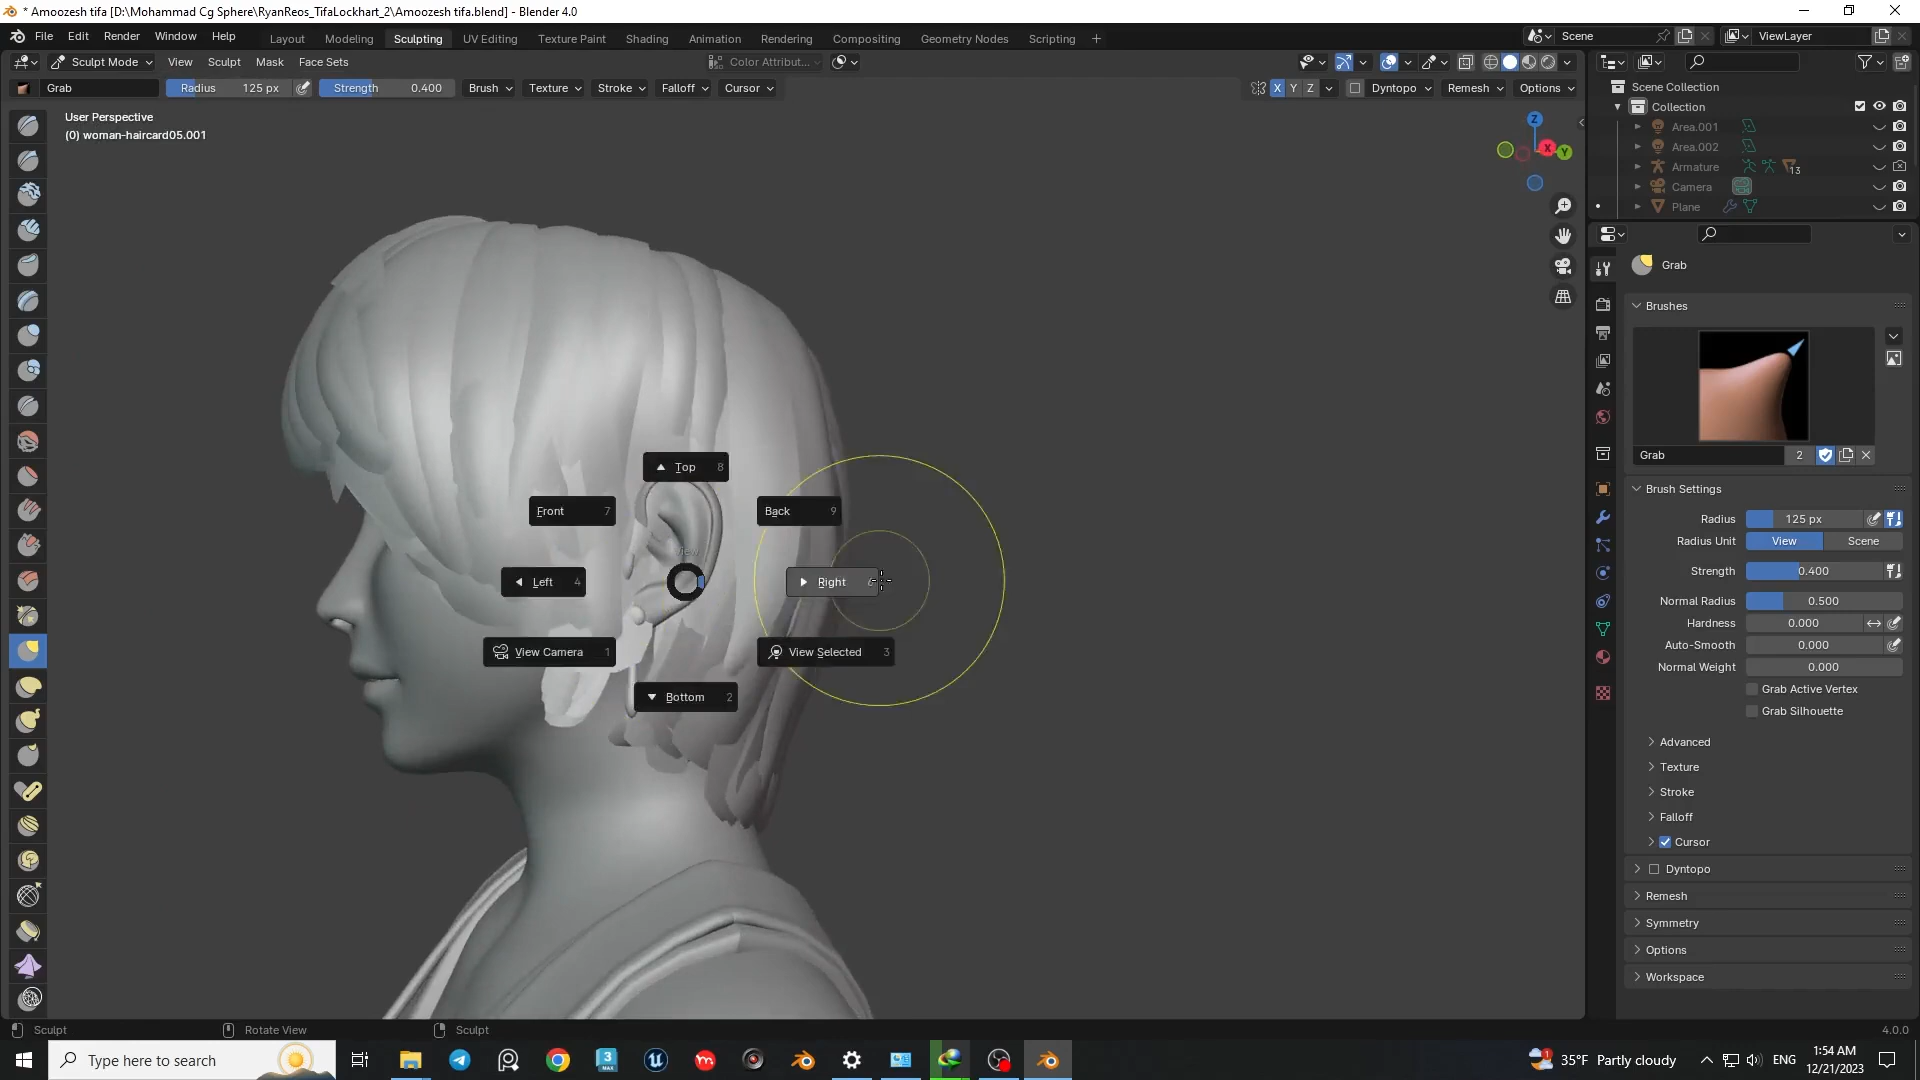 * Amoozesh tifa [D:\Mohammad Cg Sphere\RyanReos_TifaLockhart_2\Amoozesh tifa.blend] - Blender 4.0
File Edit Render Window Help Layout Modeling Sculpting UV Editing Texture Paint Shading Animation Rendering Compositing Geometry Nodes Scripting + Scene ViewLayer
Sculpt Mode View Sculpt Mask Face Sets Color Attribut...
Grab Radius 125 px Strength 0.400 Brush Texture Stroke Falloff Cursor X Y Z Dyntopo Remesh Options
User Perspective
(0) woman-haircard05.001
Z
X
Y
Top 8
Front 7
Back 9
View
Left 4
Right 6
View Camera 1
View Selected 3
Bottom 2
Scene Collection
Collection
Area.001
Area.002
Armature 13
Camera
Plane
Grab
Brushes
Grab 2
Brush Settings
Radius 125 px
Radius Unit View Scene
Strength 0.400
Normal Radius 0.500
Hardness 0.000
Auto-Smooth 0.000
Normal Weight 0.000
Grab Active Vertex
Grab Silhouette
Advanced
Texture
Stroke
Falloff
Cursor
Dyntopo
Remesh
Symmetry
Options
Workspace
Sculpt Rotate View Sculpt 4.0.0
Type here to search
3
MAX
1
35°F Partly cloudy
ENG
1:54 AM
12/21/2023